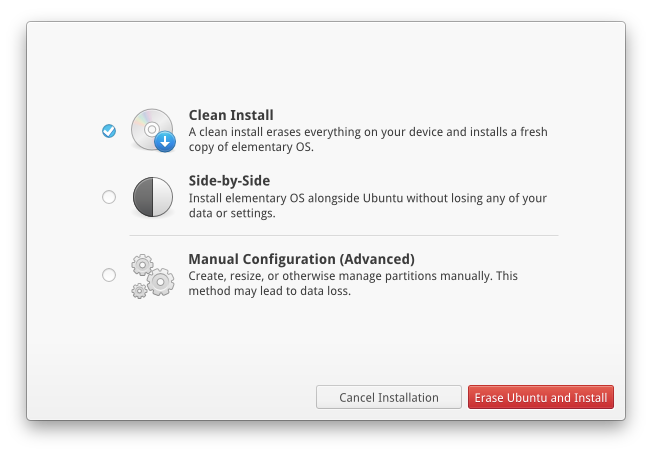 Clean Install
A clean install erases everything on your device and installs a fresh
copy of elementary OS.
Side-by-Side
Install elementary OS alongside Ubuntu without losing any of your
data or settings.
Manual Configuration (Advanced)
Create, resize, or otherwise manage partitions manually. This
method may lead to data loss.
Cancel Installation
Erase Ubuntu and Install